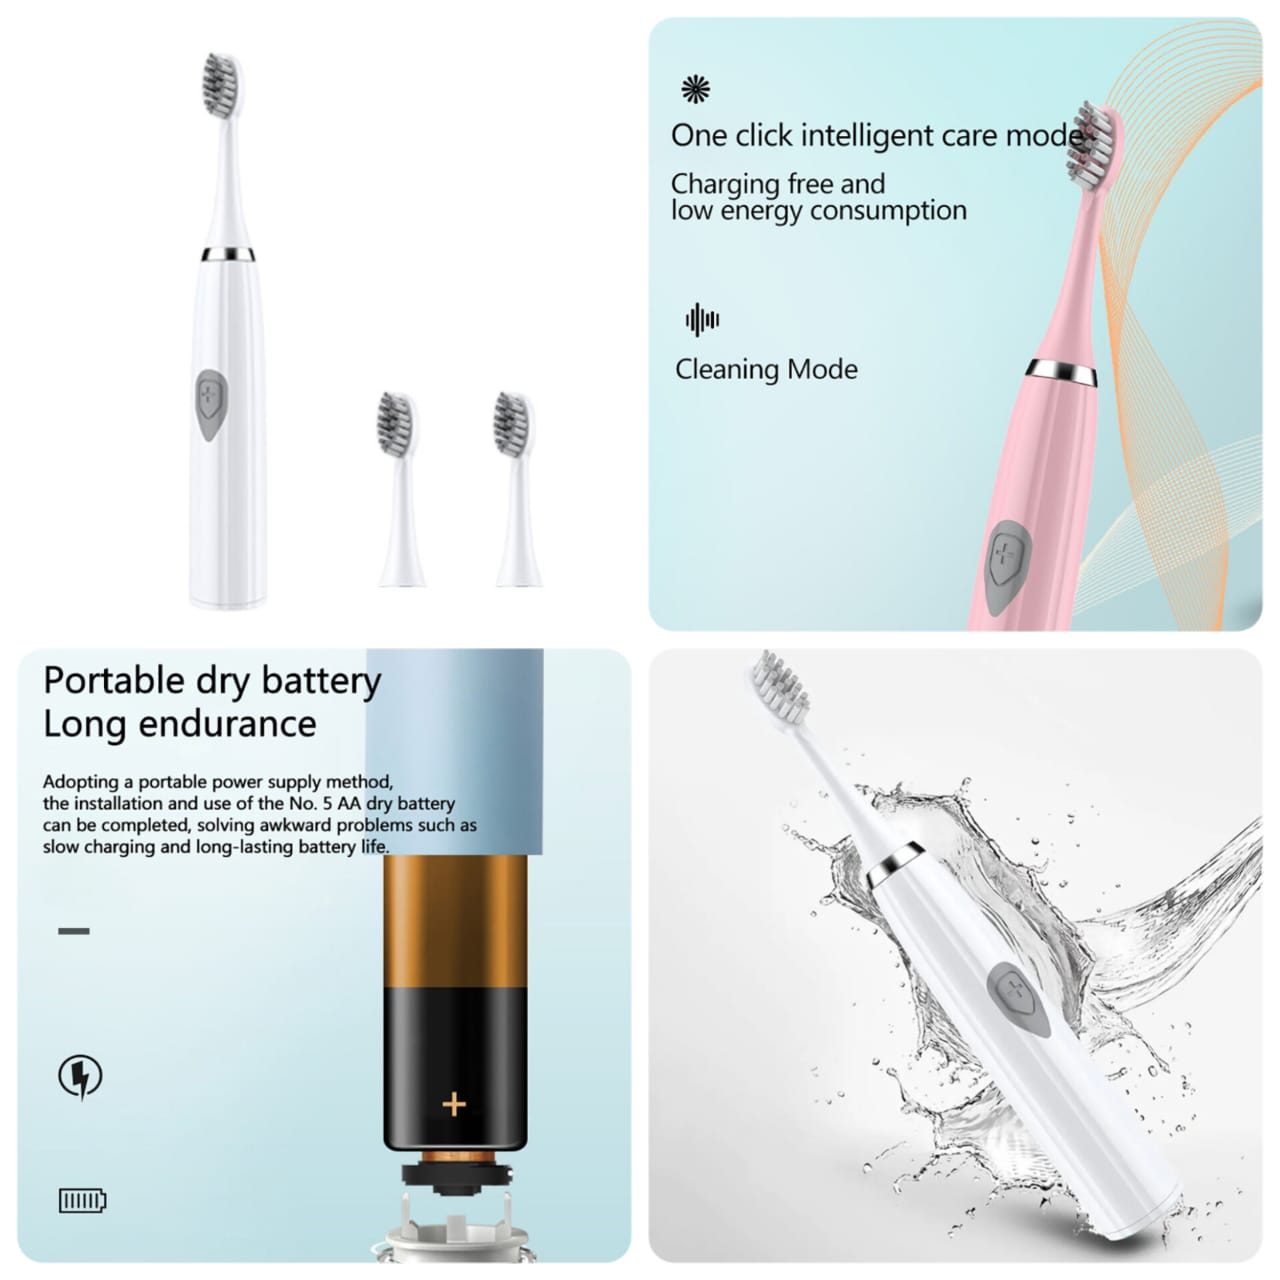 One click intelligent care mode
Charging free and
low energy consumption
Cleaning Mode
Portable dry battery
Long endurance
Adopting a portable power supply method,
the installation and use of the No. 5 AA dry battery
can be completed, solving awkward problems such as
slow charging and long-lasting battery life.
+